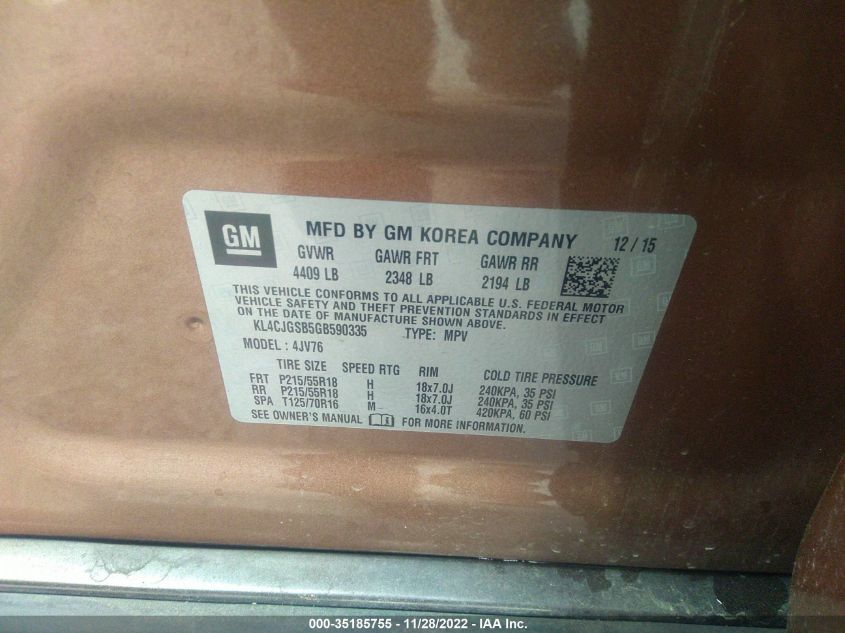 GM
MFD BY GM KOREA COMPANY 12/15
GVWR GAWR FRT GAWR RR
4409 LB 2348 LB 2194 LB
THIS VEHICLE CONFORMS TO ALL APPLICABLE U.S. FEDERAL MOTOR
VEHICLE SAFETY AND THEFT PREVENTION STANDARDS IN EFFECT
ON THE DATE OF MANUFACTURE SHOWN ABOVE.
KL4CJGSB5GB590335 TYPE: MPV
MODEL: 4JV76
TIRE SIZE SPEED RTG RIM COLD TIRE PRESSURE
FRT P215/55R18 H 18x7.0J 240KPA, 35 PSI
RR P215/55R18 H 18x7.0J 240KPA, 35 PSI
SPA T125/70R16 M 16x4.0T 420KPA, 60 PSI
SEE OWNER'S MANUAL FOR MORE INFORMATION.
000-35185755 - 11/28/2022 - IAA Inc.